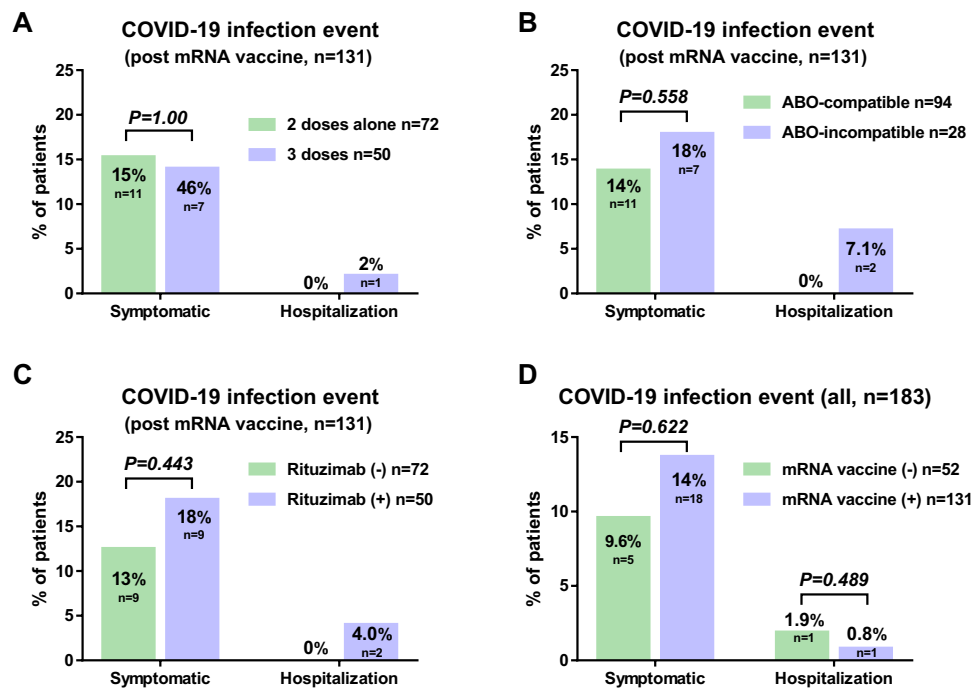 A
COVID-19 infection event
(post mRNA vaccine, n=131)
% of patients
25
20
15
10
5
0
P=1.00
2 doses alone n=72
3 doses n=50
15%
n=11
46%
n=7
0%
2%
n=1
Symptomatic
Hospitalization
B
COVID-19 infection event
(post mRNA vaccine, n=131)
% of patients
25
20
15
10
5
0
P=0.558
ABO-compatible n=94
ABO-incompatible n=28
14%
n=11
18%
n=7
0%
7.1%
n=2
Symptomatic
Hospitalization
C
COVID-19 infection event
(post mRNA vaccine, n=131)
% of patients
25
20
15
10
5
0
P=0.443
Rituzimab (-) n=72
Rituzimab (+) n=50
13%
n=9
18%
n=9
0%
4.0%
n=2
Symptomatic
Hospitalization
D
COVID-19 infection event (all, n=183)
% of patients
15
10
5
0
P=0.622
mRNA vaccine (-) n=52
mRNA vaccine (+) n=131
9.6%
n=5
14%
n=18
P=0.489
1.9%
n=1
0.8%
n=1
Symptomatic
Hospitalization